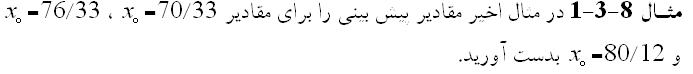 مثال 8-3-1 در مثال اخیر مقادیر پیش بینی را برای مقادیر x₀=70/33 ، x₀=76/33
و x₀=80/12 بدست آورید.